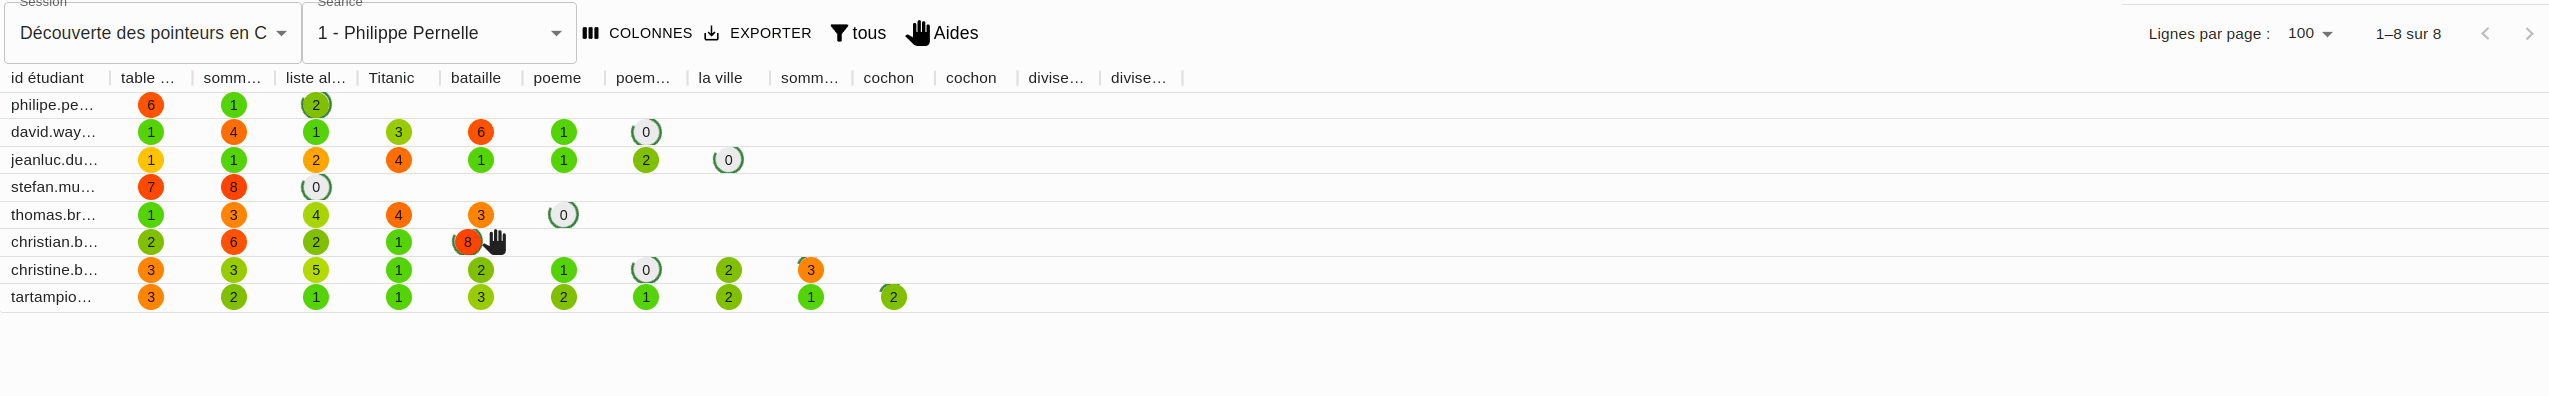 Session Séance
Découverte des pointeurs en C 1 - Philippe Pernelle COLONNES EXPORTER tous Aides Lignes par page : 100 1–8 sur 8
id étudiant table … somm… liste al… Titanic bataille poeme poem… la ville somm… cochon cochon divise… divise…
philipe.pe… 6 1 2
david.way… 1 4 1 3 6 1 0
jeanluc.du… 1 1 2 4 1 1 2 0
stefan.mu… 7 8 0
thomas.br… 1 3 4 4 3 0
christian.b… 2 6 2 1 8
christine.b… 3 3 5 1 2 1 0 2 3
tartampio… 3 2 1 1 3 2 1 2 1 2